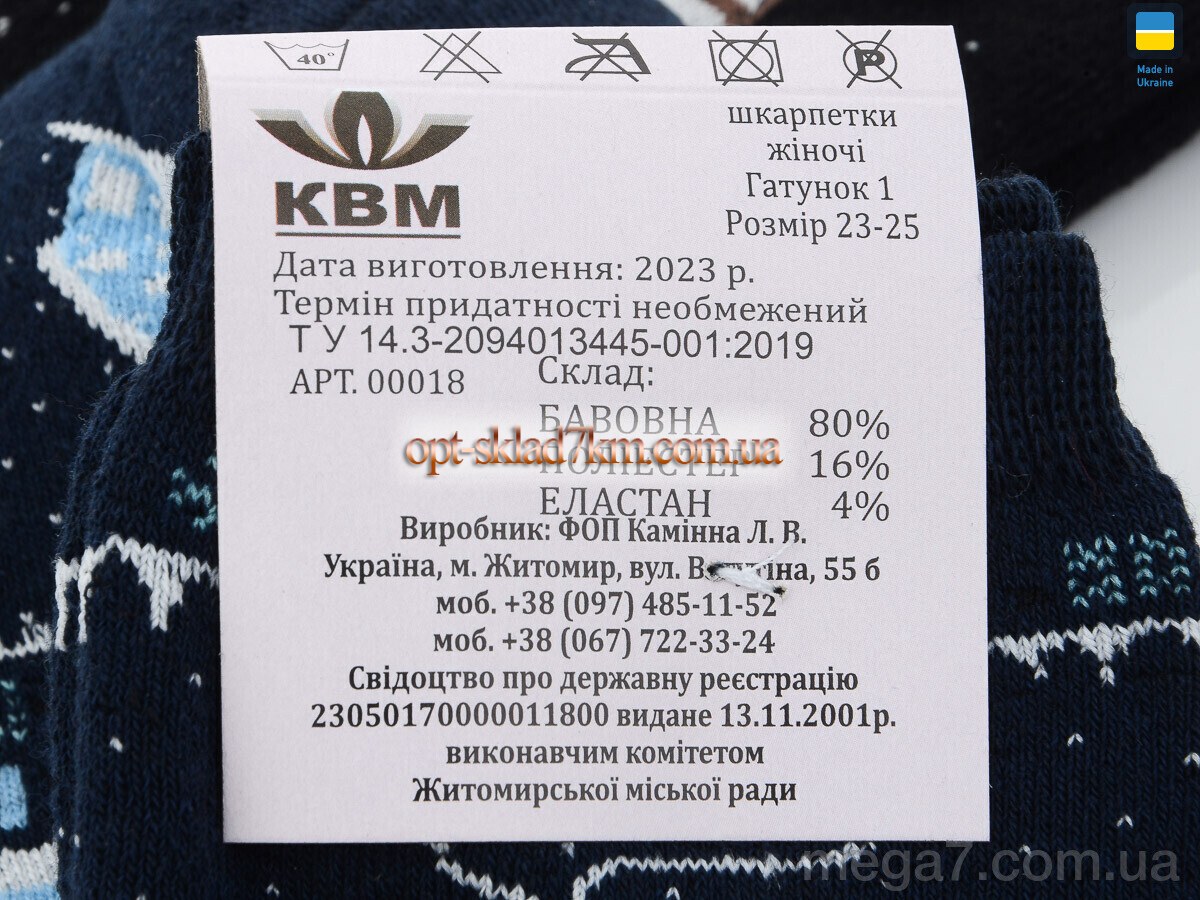 40°
P
Made in
Ukraine
КВМ
шкарпетки
жіночі
Гатунок 1
Розмір 23-25
Дата виготовлення: 2023 р.
Термін придатності необмежений
Т У 14.3-2094013445-001:2019
АРТ. 00018
Склад:
БАВОВНА 80%
opt-sklad7km.com.ua
16%
ЕЛАСТАН 4%
Виробник: ФОП Камінна Л. В.
Україна, м. Житомир, вул. 55 б
моб. +38 (097) 485-11-52
моб. +38 (067) 722-33-24
Свідоцтво про державну реєстрацію
23050170000011800 видане 13.11.2001р.
виконавчим комітетом
Житомирської міської ради
mega7.com.ua